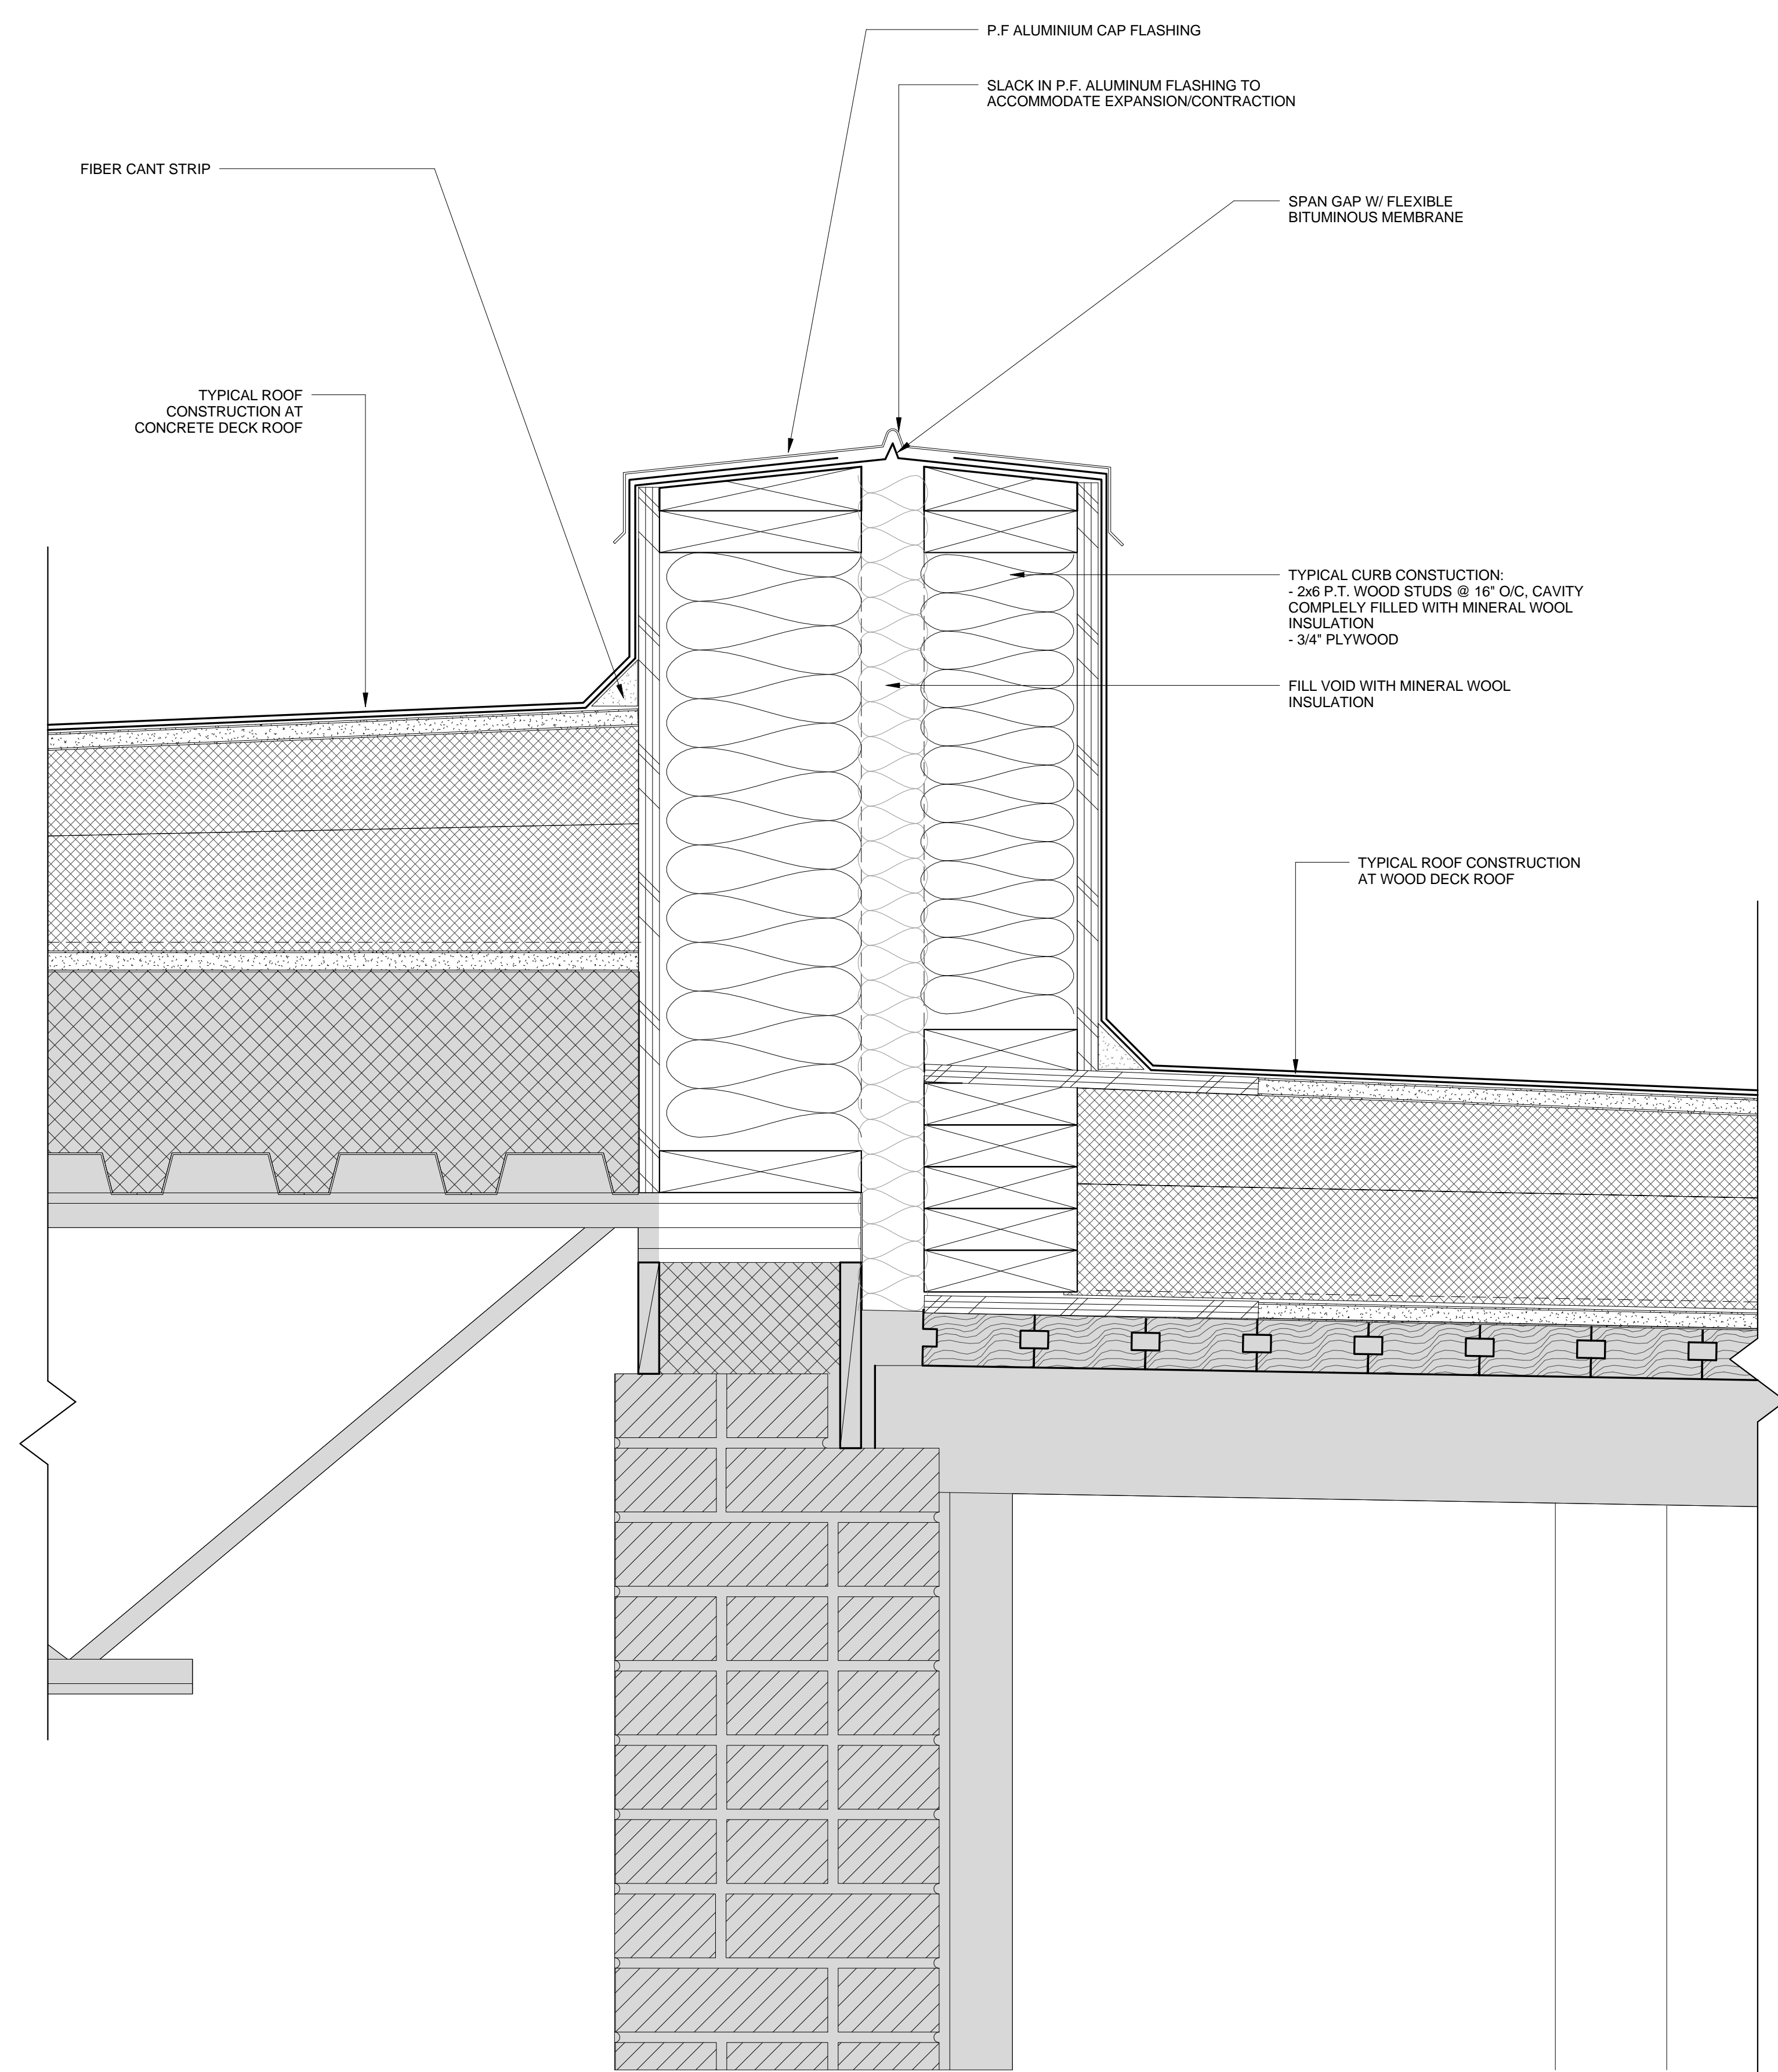 P.F ALUMINIUM CAP FLASHING
SLACK IN P.F. ALUMINUM FLASHING TO
ACCOMMODATE EXPANSION/CONTRACTION
FIBER CANT STRIP
SPAN GAP W/ FLEXIBLE
BITUMINOUS MEMBRANE
TYPICAL ROOF
CONSTRUCTION AT
CONCRETE DECK ROOF
TYPICAL CURB CONSTUCTION:
- 2x6 P.T. WOOD STUDS @ 16" O/C, CAVITY
COMPLELY FILLED WITH MINERAL WOOL
INSULATION
- 3/4" PLYWOOD
FILL VOID WITH MINERAL WOOL
INSULATION
TYPICAL ROOF CONSTRUCTION
AT WOOD DECK ROOF